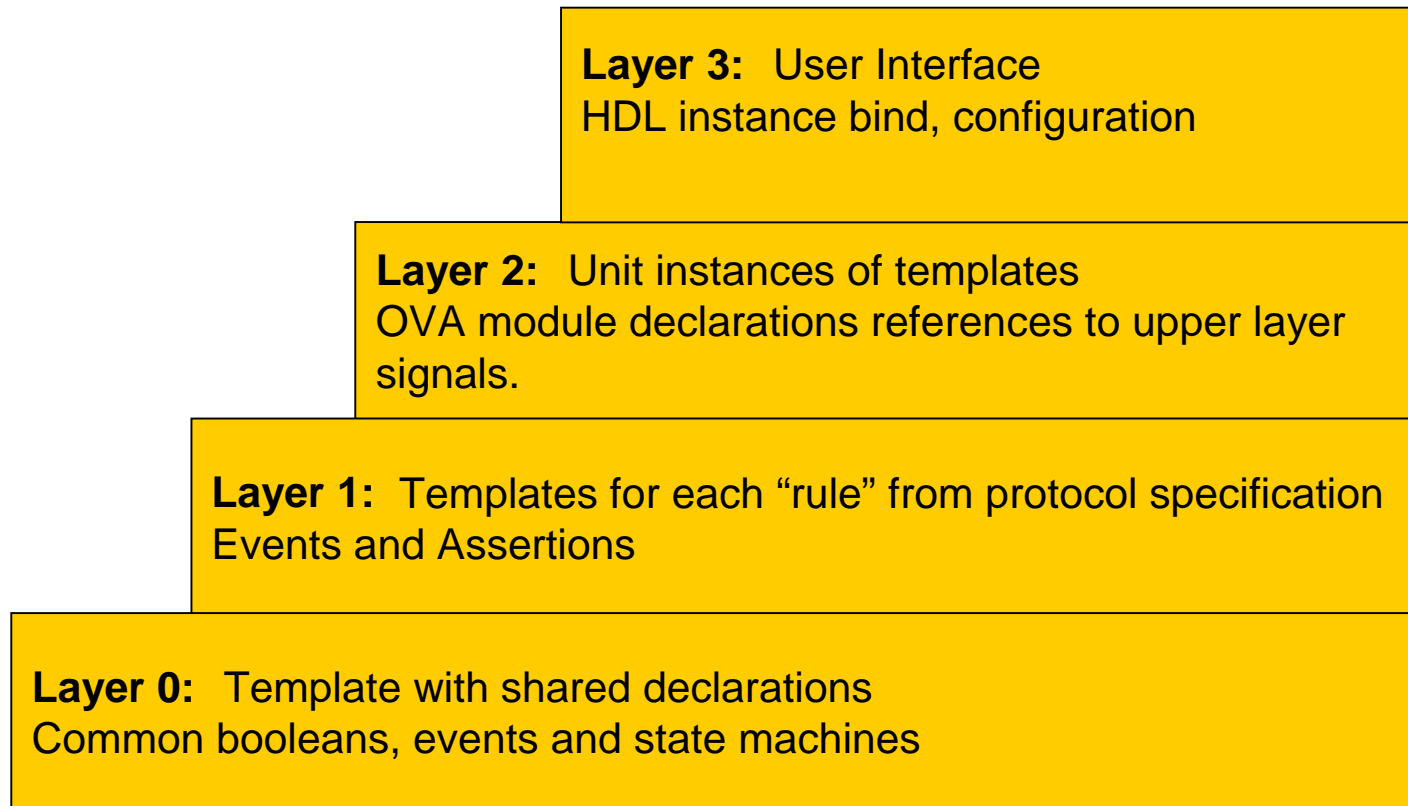 Layer 3: User Interface
HDL instance bind, configuration
Layer 2: Unit instances of templates
OVA module declarations references to upper layer
signals.
Layer 1: Templates for each “rule” from protocol specification
Events and Assertions
Layer 0: Template with shared declarations
Common booleans, events and state machines